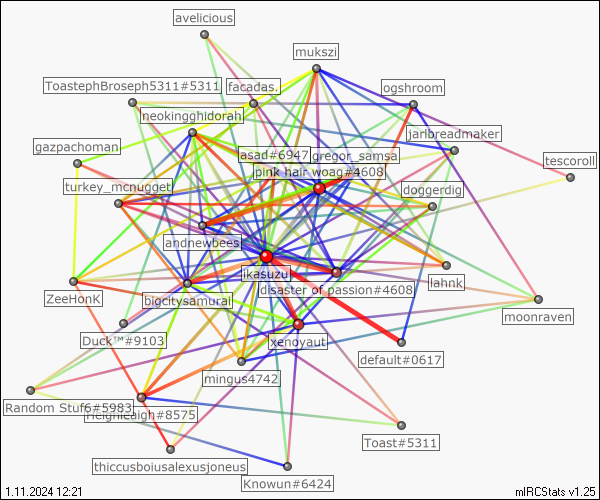 avelicious
mukszi
ToastephBroseph5311#5311
facadas.
ogshroom
neokingghidorah
jarlbreadmaker
gazpachoman
asad#6947
gregor_samsa
tescoroll
pink hair woag#4608
turkey_mcnugget
doggerdig
andnewbees
ikasuzu
lahnk
disaster of passion#4608
ZeeHonK
bigcitysamurai
moonraven
Duck™#9103
xenoyaut
default#0617
mingus4742
Random Stuf6#5983
#8575
Toast#5311
thiccusboiusalexusjoneus
Knowun#6424
1.11.2024 12:21
mIRCStats v1.25